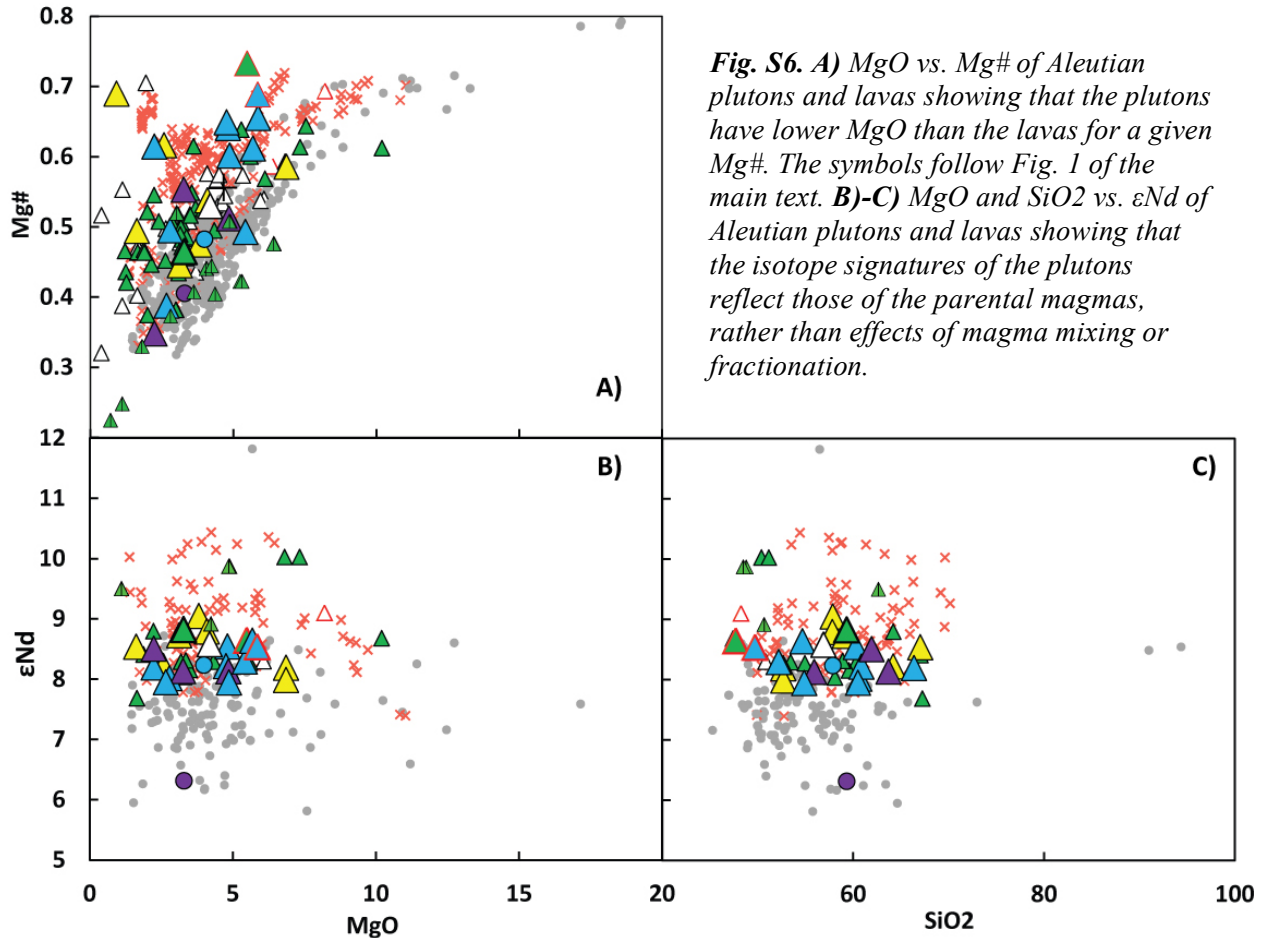 0.8
0.7
0.6
0.5
0.4
0.3
Mg#
A)
Fig. S6. A) MgO vs. Mg# of Aleutian
plutons and lavas showing that the plutons
have lower MgO than the lavas for a given
Mg#. The symbols follow Fig. 1 of the
main text. B)-C) MgO and SiO2 vs. εNd of
Aleutian plutons and lavas showing that
the isotope signatures of the plutons
reflect those of the parental magmas,
rather than effects of magma mixing or
fractionation.
12
11
10
9
8
7
6
5
εNd
B)
0 5 10 15 20
MgO
C)
60 80 100
SiO2